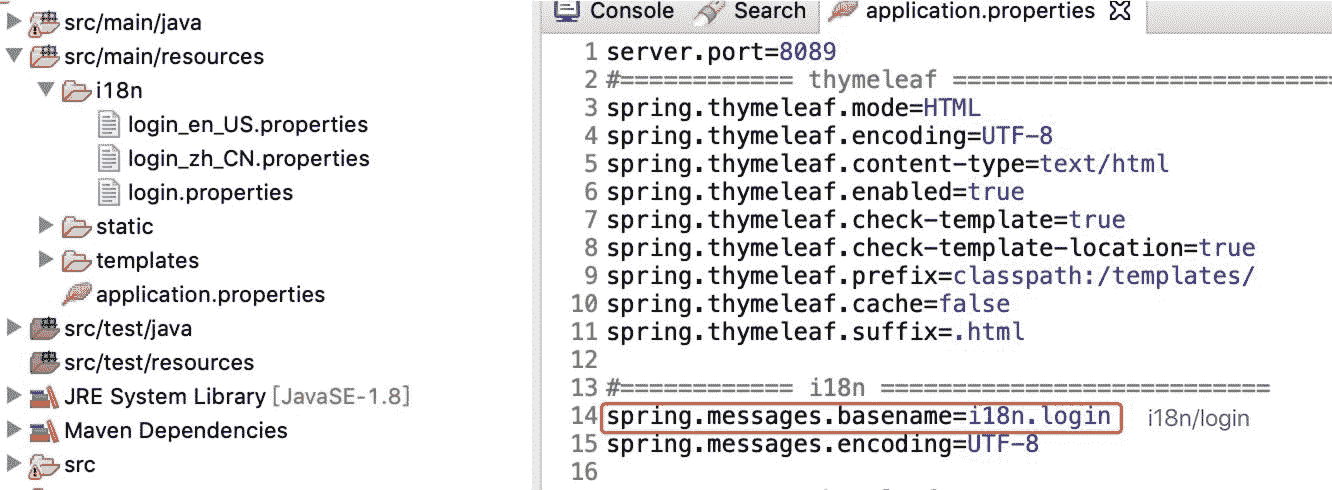 src/main/java
src/main/resources
i18n
login_en_US.properties
login_zh_CN.properties
login.properties
static
templates
application.properties
src/test/java
src/test/resources
JRE System Library [JavaSE-1.8]
Maven Dependencies
src
Console Search application.properties
1 server.port=8089
2 #============ thymeleaf ============================
3 spring.thymeleaf.mode=HTML
4 spring.thymeleaf.encoding=UTF-8
5 spring.thymeleaf.content-type=text/html
6 spring.thymeleaf.enabled=true
7 spring.thymeleaf.check-template=true
8 spring.thymeleaf.check-template-location=true
9 spring.thymeleaf.prefix=classpath:/templates/
10 spring.thymeleaf.cache=false
11 spring.thymeleaf.suffix=.html
12
13 #============ i18n ==========================
14 spring.messages.basename=i18n.login i18n/login
15 spring.messages.encoding=UTF-8
16